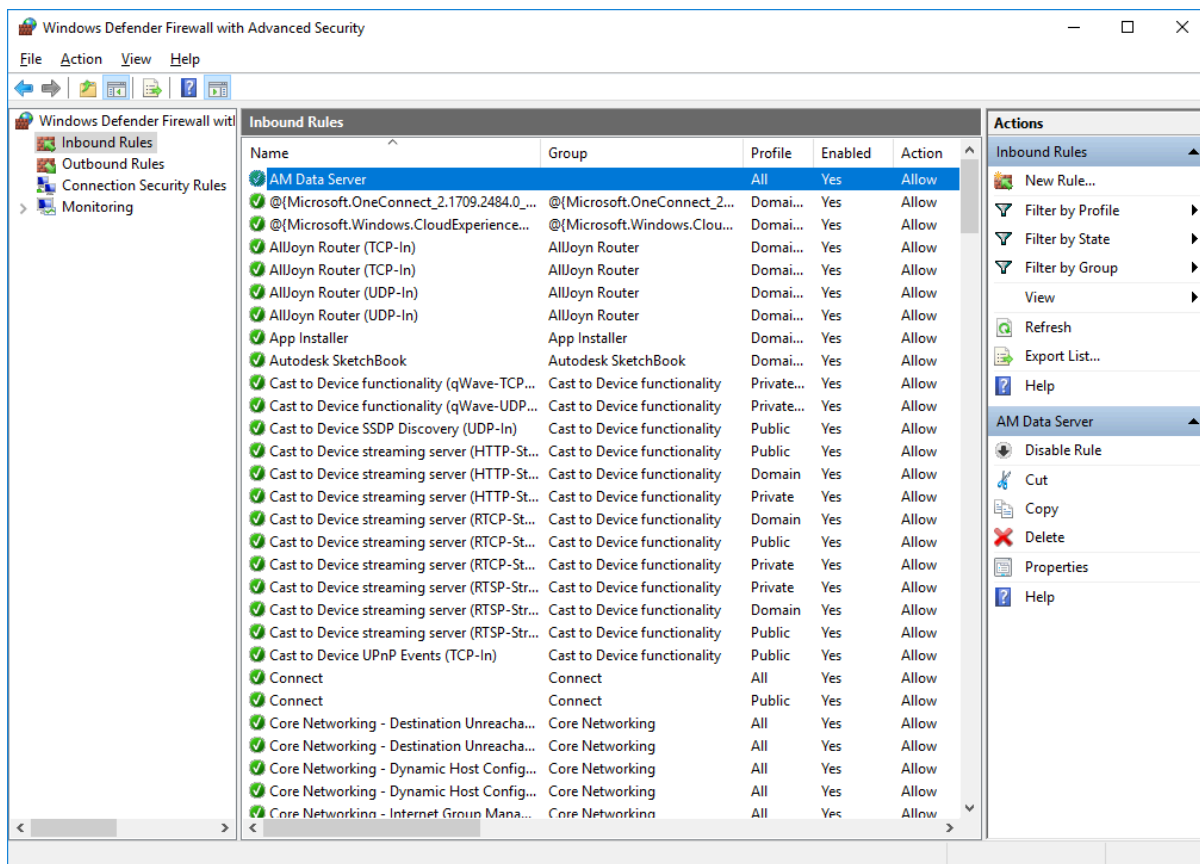 Windows Defender Firewall with Advanced Security
File Action View Help
Windows Defender Firewall witl
Inbound Rules
Outbound Rules
Connection Security Rules
Monitoring
Inbound Rules
Name Group Profile Enabled Action
AM Data Server All Yes Allow
@{Microsoft.OneConnect_2.1709.2484.0_... @{Microsoft.OneConnect_2... Domai... Yes Allow
@{Microsoft.Windows.CloudExperience... @{Microsoft.Windows.Clou... Domai... Yes Allow
AllJoyn Router (TCP-In) AllJoyn Router Domai... Yes Allow
AllJoyn Router (TCP-In) AllJoyn Router Domai... Yes Allow
AllJoyn Router (UDP-In) AllJoyn Router Domai... Yes Allow
AllJoyn Router (UDP-In) AllJoyn Router Domai... Yes Allow
App Installer App Installer Domai... Yes Allow
Autodesk SketchBook Autodesk SketchBook Domai... Yes Allow
Cast to Device functionality (qWave-TCP... Cast to Device functionality Private... Yes Allow
Cast to Device functionality (qWave-UDP... Cast to Device functionality Private... Yes Allow
Cast to Device SSDP Discovery (UDP-In) Cast to Device functionality Public Yes Allow
Cast to Device streaming server (HTTP-St... Cast to Device functionality Public Yes Allow
Cast to Device streaming server (HTTP-St... Cast to Device functionality Domain Yes Allow
Cast to Device streaming server (HTTP-St... Cast to Device functionality Private Yes Allow
Cast to Device streaming server (RTCP-St... Cast to Device functionality Domain Yes Allow
Cast to Device streaming server (RTCP-St... Cast to Device functionality Public Yes Allow
Cast to Device streaming server (RTCP-St... Cast to Device functionality Private Yes Allow
Cast to Device streaming server (RTSP-Str... Cast to Device functionality Private Yes Allow
Cast to Device streaming server (RTSP-Str... Cast to Device functionality Domain Yes Allow
Cast to Device streaming server (RTSP-Str... Cast to Device functionality Public Yes Allow
Cast to Device UPnP Events (TCP-In) Cast to Device functionality Public Yes Allow
Connect Connect All Yes Allow
Connect Connect Public Yes Allow
Core Networking - Destination Unreacha... Core Networking All Yes Allow
Core Networking - Destination Unreacha... Core Networking All Yes Allow
Core Networking - Dynamic Host Config... Core Networking All Yes Allow
Core Networking - Dynamic Host Config... Core Networking All Yes Allow
Core Networking - Internet Group Mana... Core Networking All Yes Allow
Actions
Inbound Rules
New Rule...
Filter by Profile
Filter by State
Filter by Group
View
Refresh
Export List...
Help
AM Data Server
Disable Rule
Cut
Copy
Delete
Properties
Help